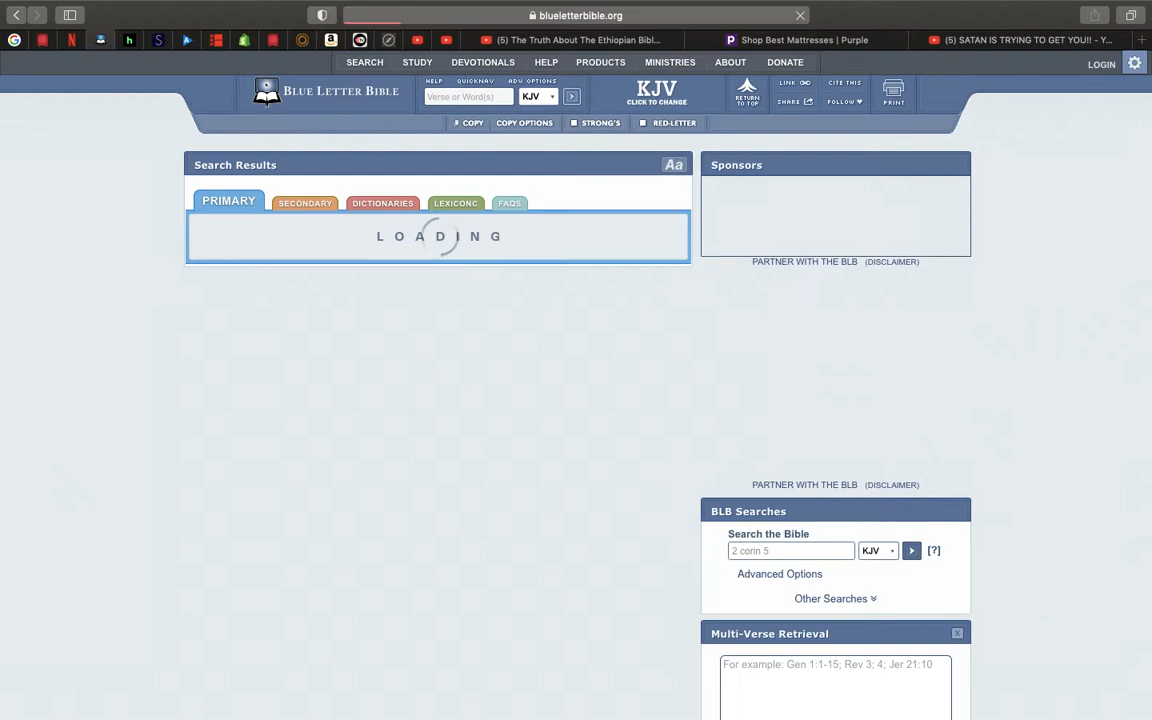 blueletterbible.org
(5) The Truth About The Ethiopian Bibl...
Shop Best Mattresses | Purple
(5) SATAN IS TRYING TO GET YOU!! - Y...
SEARCH STUDY DEVOTIONALS HELP PRODUCTS MINISTRIES ABOUT DONATE
LOGIN
BLUE LETTER BIBLE
HELP QUICKNAV ADV. OPTIONS
Verse or Word(s) KJV
KJV
CLICK TO CHANGE
RETURN
TO TOP
LINK CITE THIS
SHARE FOLLOW
PRINT
COPY COPY OPTIONS STRONG'S RED-LETTER
Search Results Aa
PRIMARY SECONDARY DICTIONARIES LEXICONC FAQS
LOADING
Sponsors
PARTNER WITH THE BLB (DISCLAIMER)
PARTNER WITH THE BLB (DISCLAIMER)
BLB Searches
Search the Bible
2 corin 5 KJV [?]
Advanced Options
Other Searches
Multi-Verse Retrieval x
For example: Gen 1:1-15; Rev 3; 4; Jer 21:10